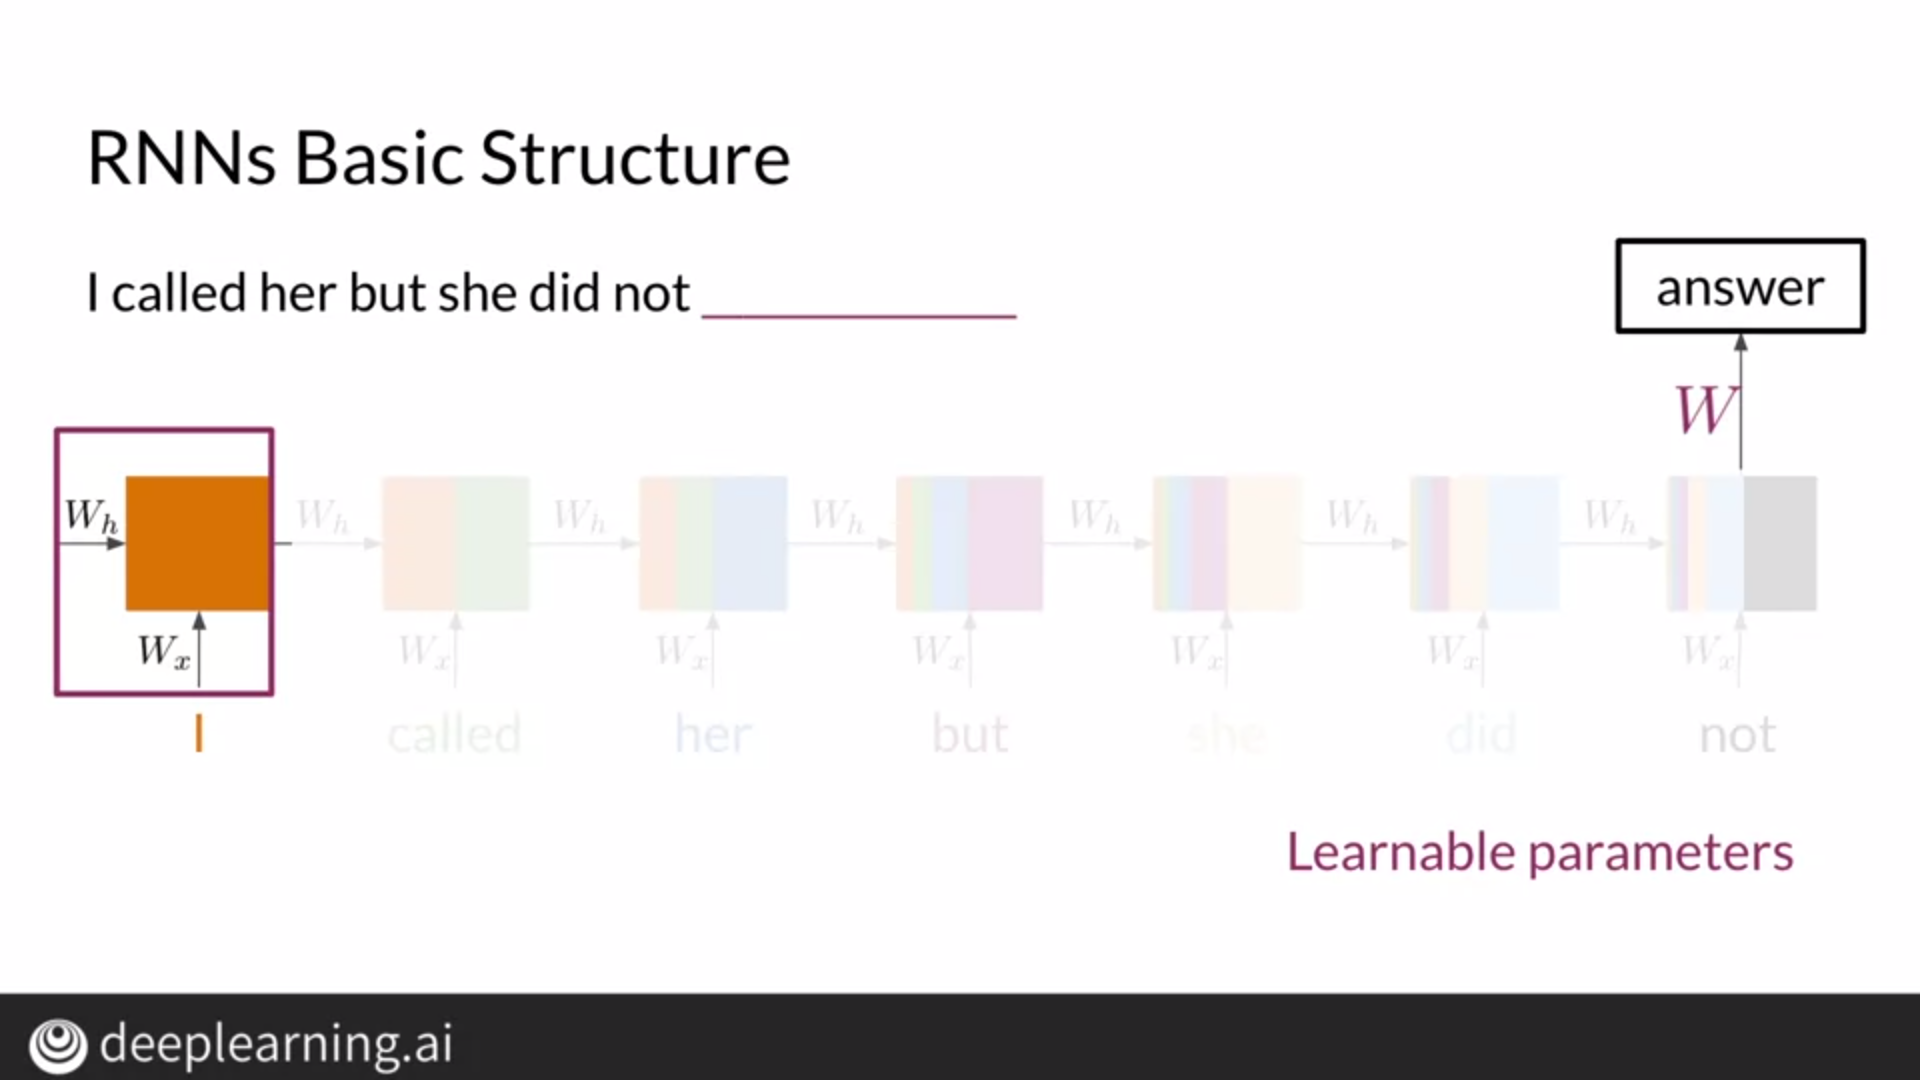 RNNs Basic Structure
I called her but she did not ____________
answer
W
W_h W_h W_h W_h W_h W_h W_h
W_x W_x W_x W_x W_x W_x W_x
I called her but she did not
Learnable parameters
deeplearning.ai